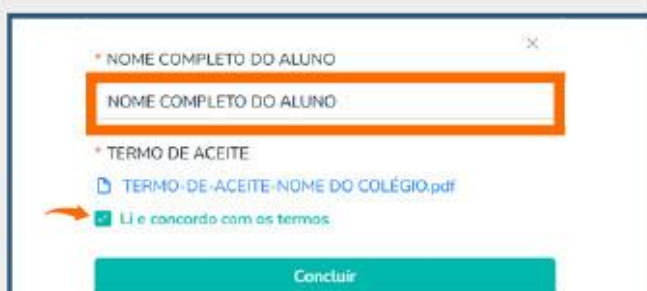 * NOME COMPLETO DO ALUNO
NOME COMPLETO DO ALUNO
* TERMO DE ACEITE
TERMO-DE-ACEITE-NOME DO COLÉGIO.pdf
Li e concordo com os termos
Concluir